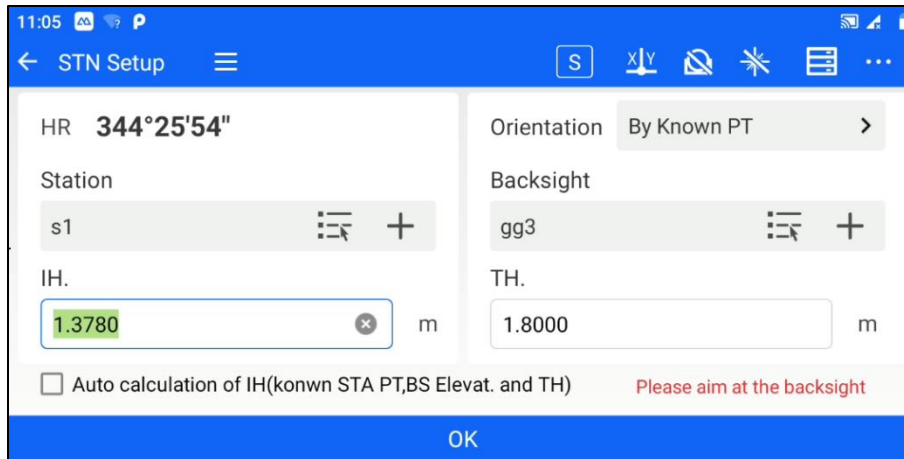 11:05
STN Setup
S
X Y
HR 344°25'54"
Orientation By Known PT
Station
Backsight
s1
gg3
IH.
TH.
1.3780 m
1.8000 m
Auto calculation of IH(konwn STA PT,BS Elevat. and TH)
Please aim at the backsight
OK